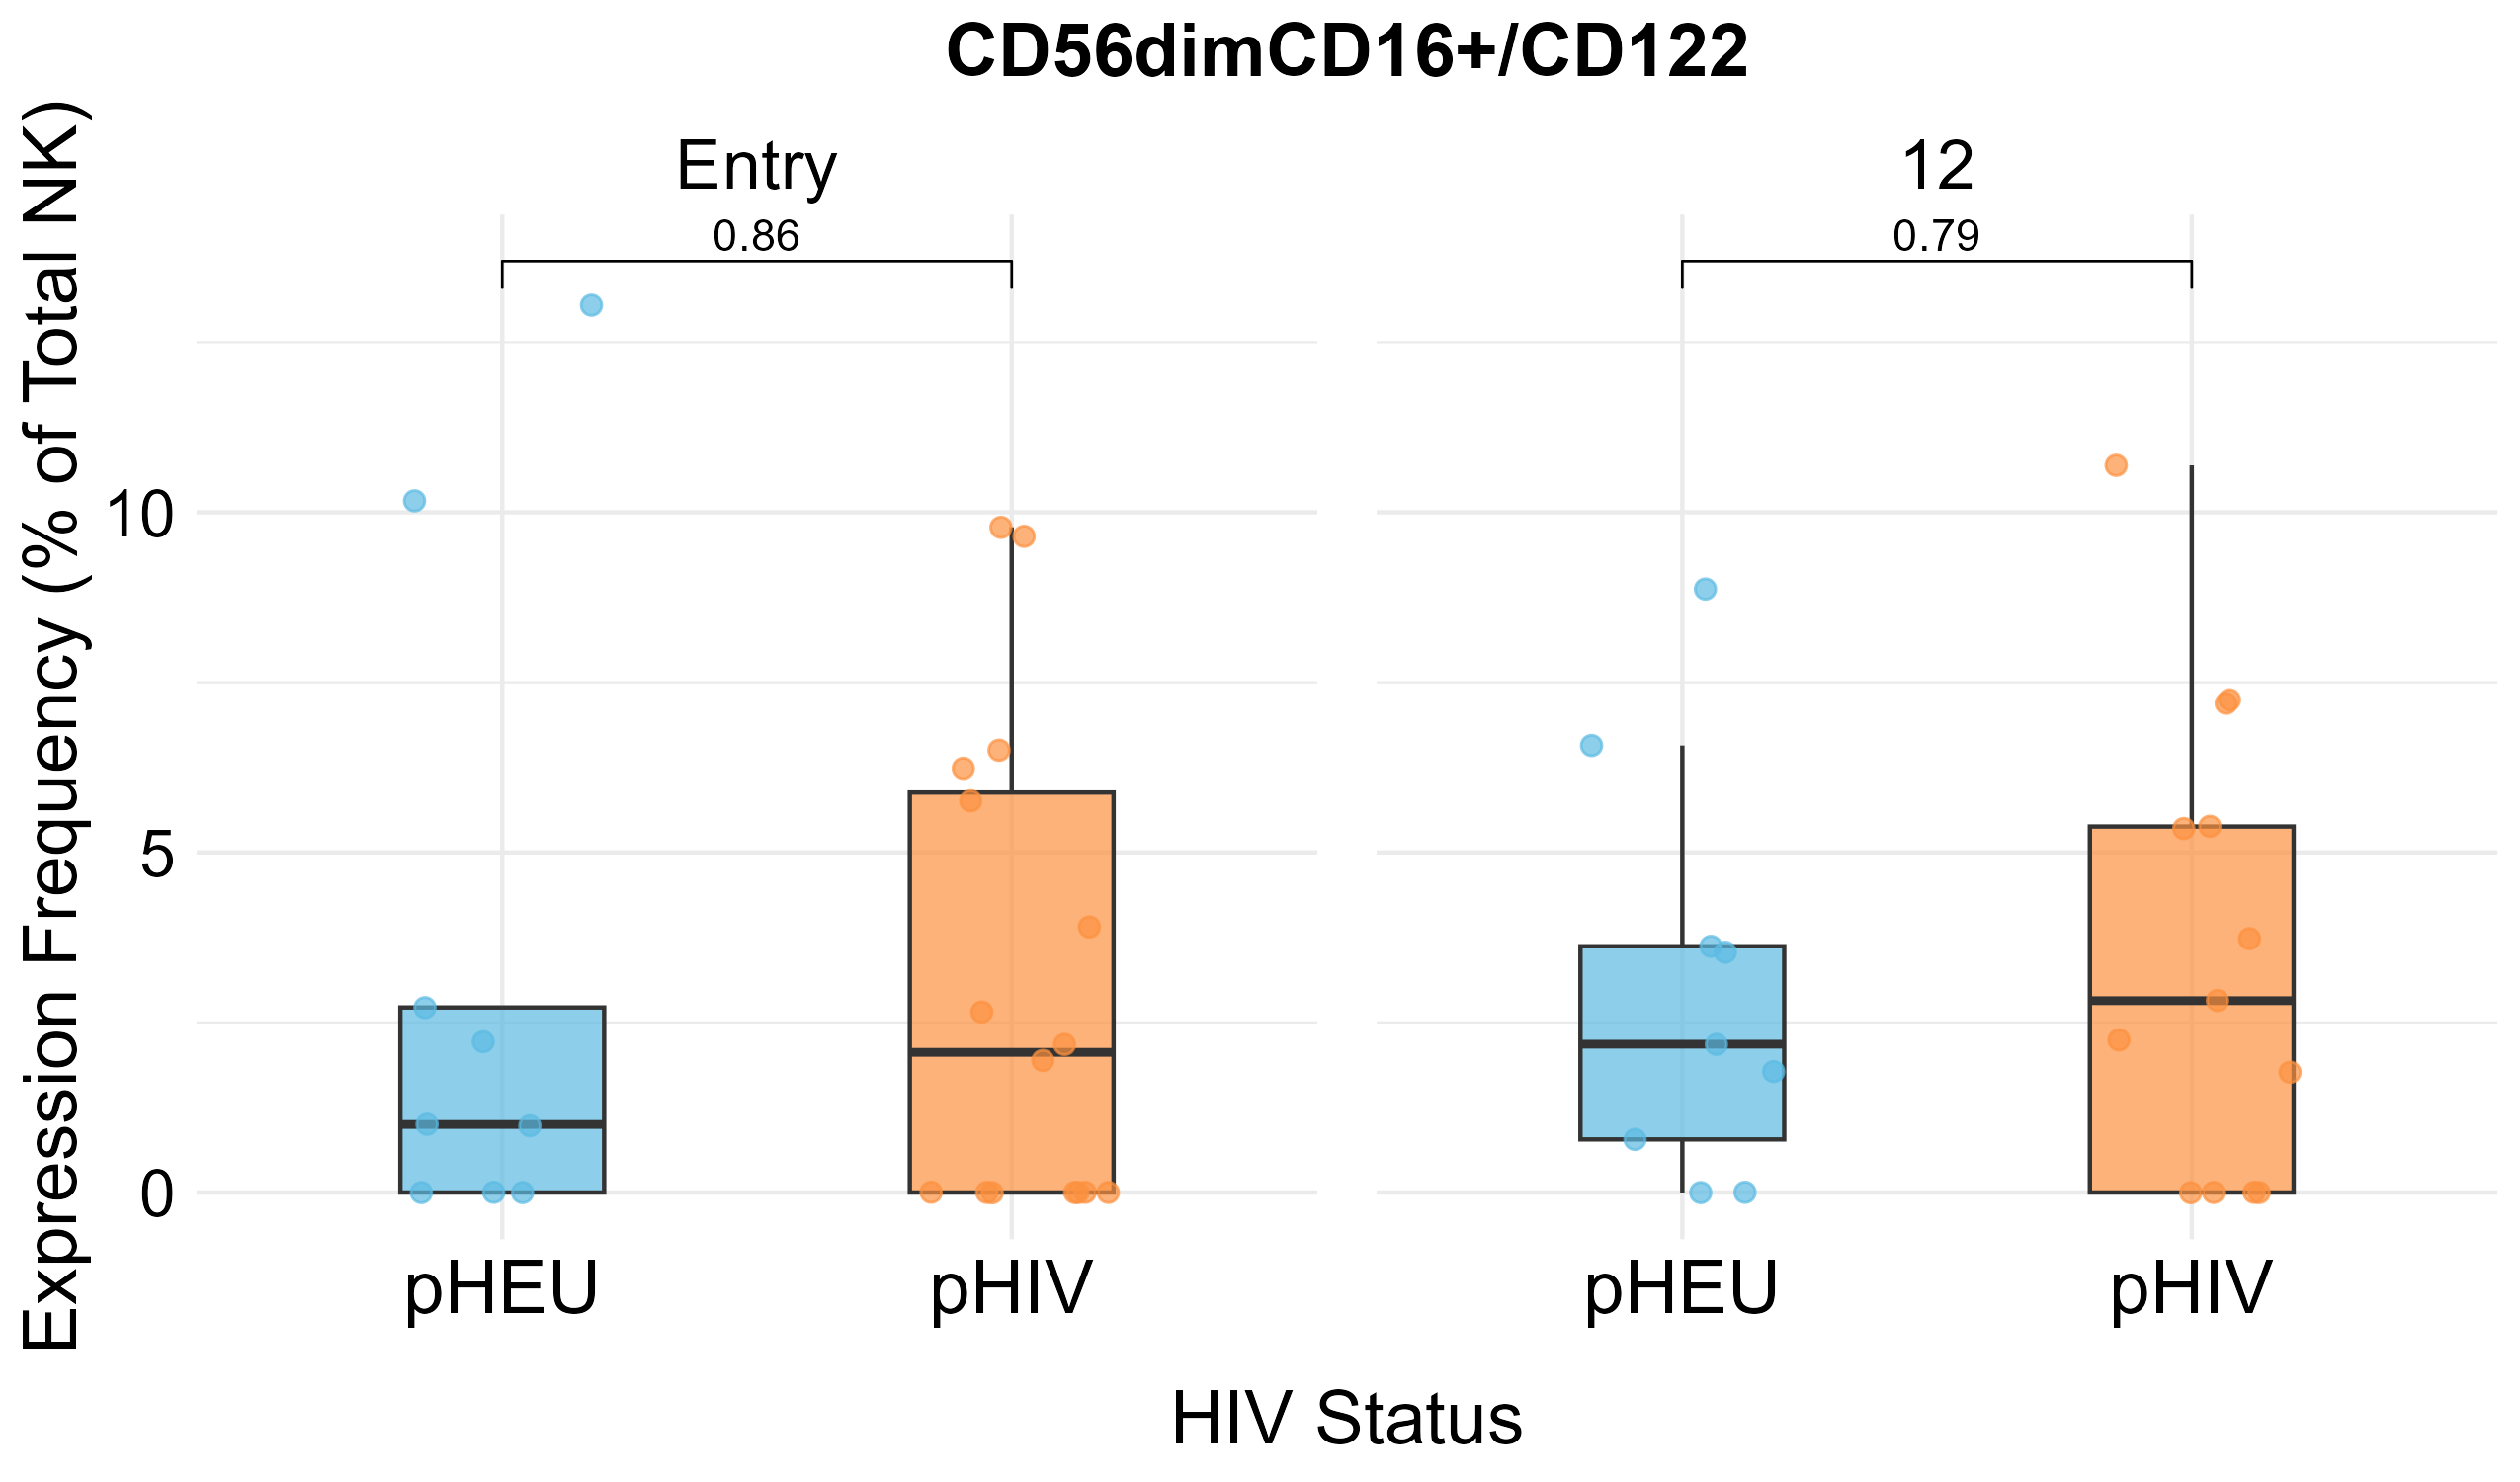 CD56dimCD16+/CD122
Expression Frequency (% of Total NK)
Entry
12
0.86
0.79
10
5
0
pHEU
pHIV
pHEU
pHIV
HIV Status